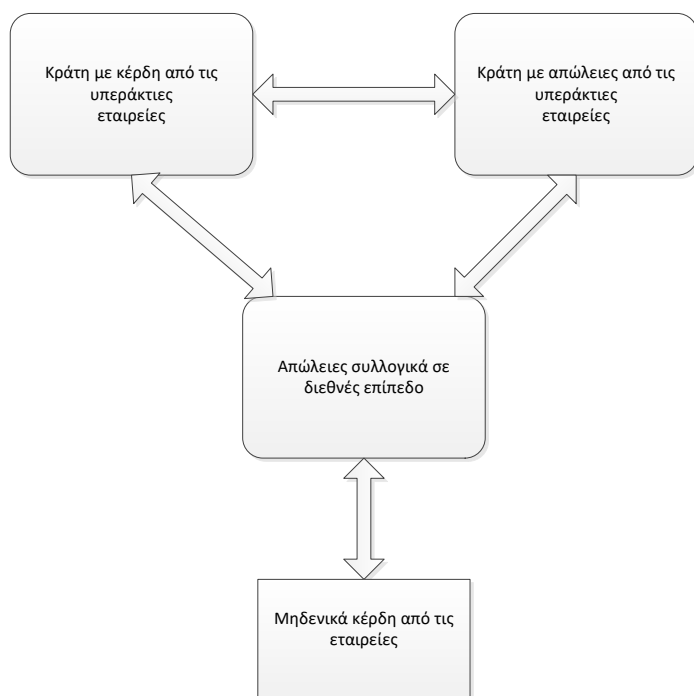 Κράτη με κέρδη από τις
υπεράκτιες
εταιρείες
Κράτη με απώλειες από τις
υπεράκτιες
εταιρείες
Απώλειες συλλογικά σε
διεθνές επίπεδο
Μηδενικά κέρδη από τις
εταιρείες